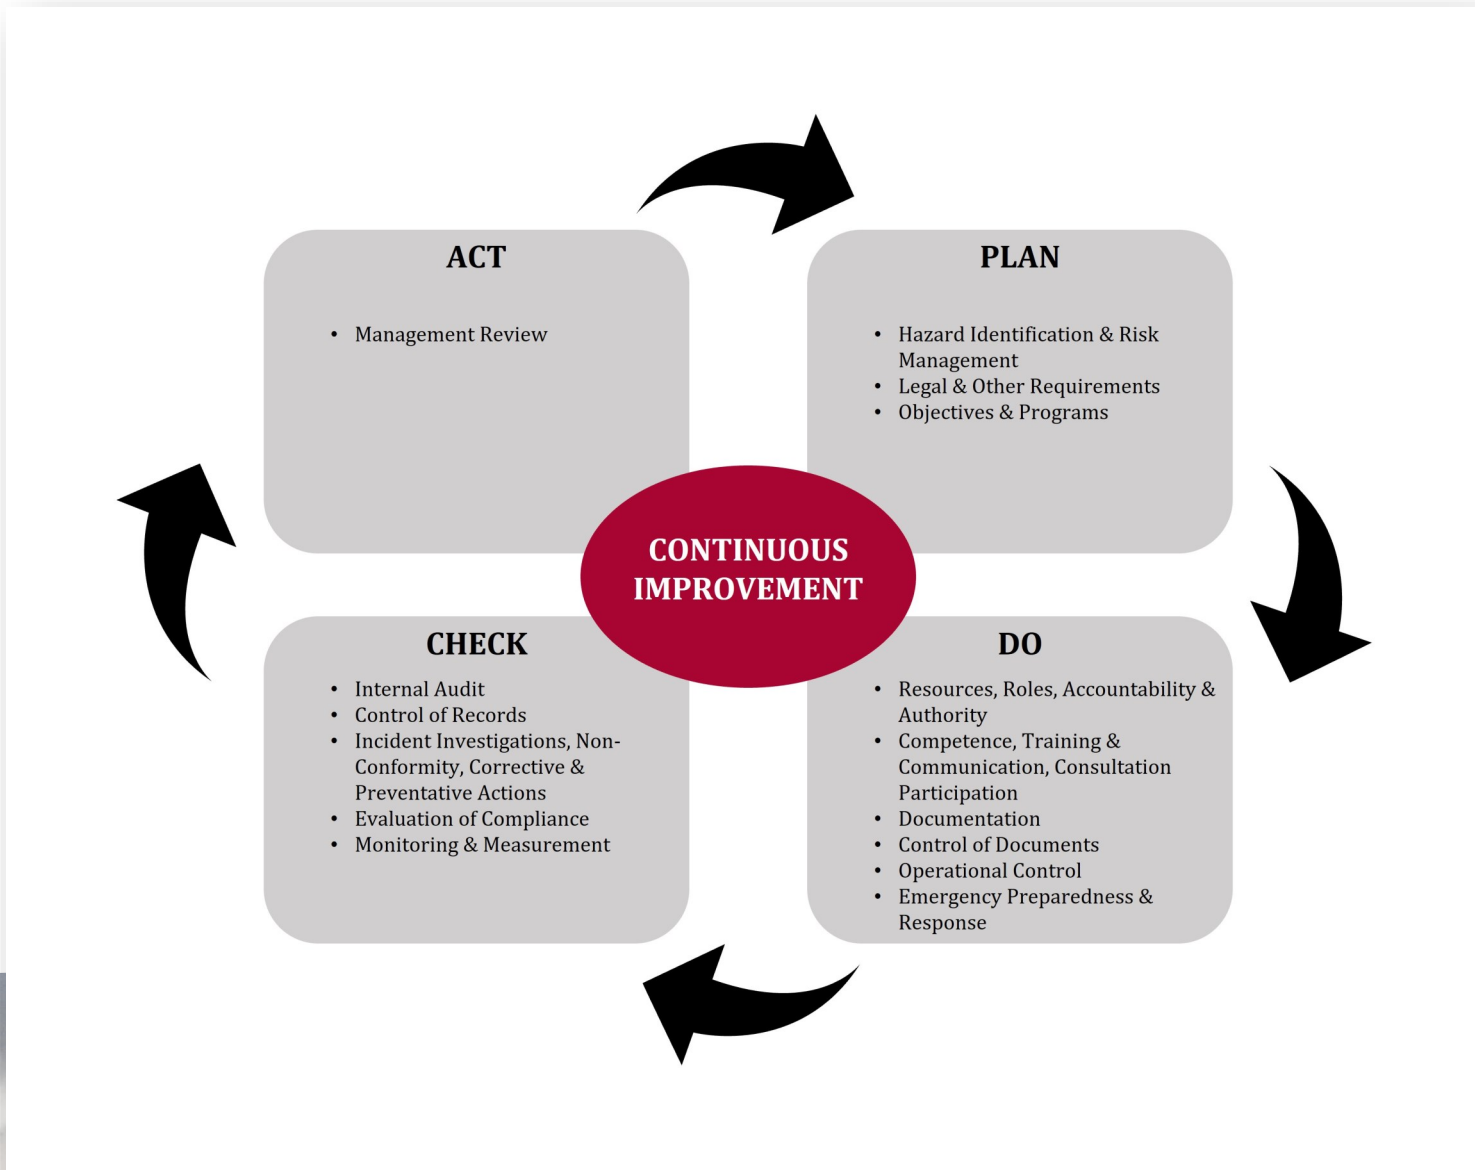 ACT
• Management Review
PLAN
• Hazard Identification & Risk
Management
• Legal & Other Requirements
• Objectives & Programs
CONTINUOUS
IMPROVEMENT
CHECK
• Internal Audit
• Control of Records
• Incident Investigations, Non-
Conformity, Corrective &
Preventative Actions
• Evaluation of Compliance
• Monitoring & Measurement
DO
• Resources, Roles, Accountability &
Authority
• Competence, Training &
Communication, Consultation
Participation
• Documentation
• Control of Documents
• Operational Control
• Emergency Preparedness &
Response